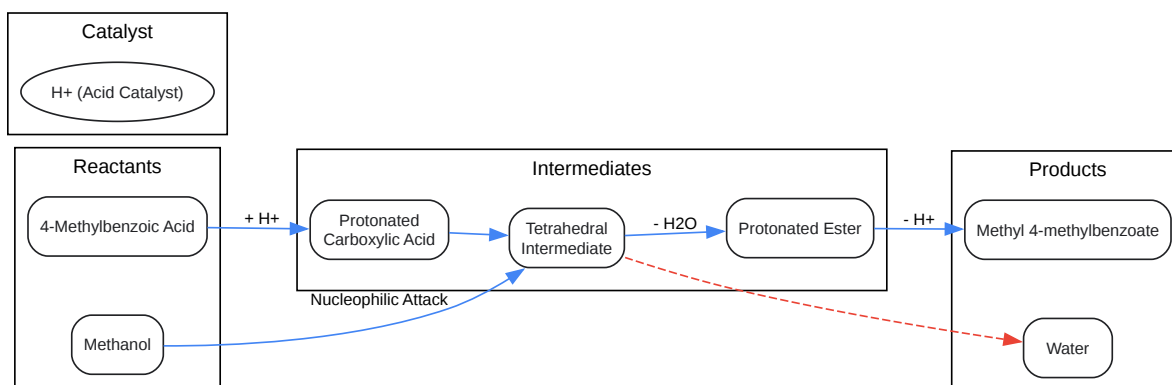 Catalyst
H+ (Acid Catalyst)
Reactants
4-Methylbenzoic Acid
Methanol
+ H+
Intermediates
Protonated
Carboxylic Acid
Tetrahedral
Intermediate
- H2O
Protonated Ester
Nucleophilic Attack
- H+
Products
Methyl 4-methylbenzoate
Water